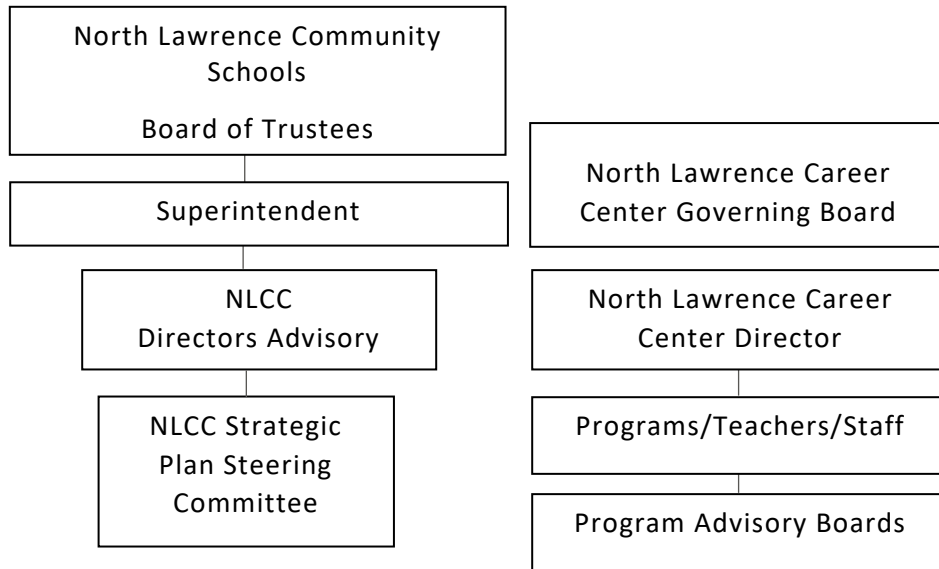 North Lawrence Community
Schools
Board of Trustees
Superintendent
NLCC
Directors Advisory
NLCC Strategic
Plan Steering
Committee
North Lawrence Career
Center Governing Board
North Lawrence Career
Center Director
Programs/Teachers/Staff
Program Advisory Boards